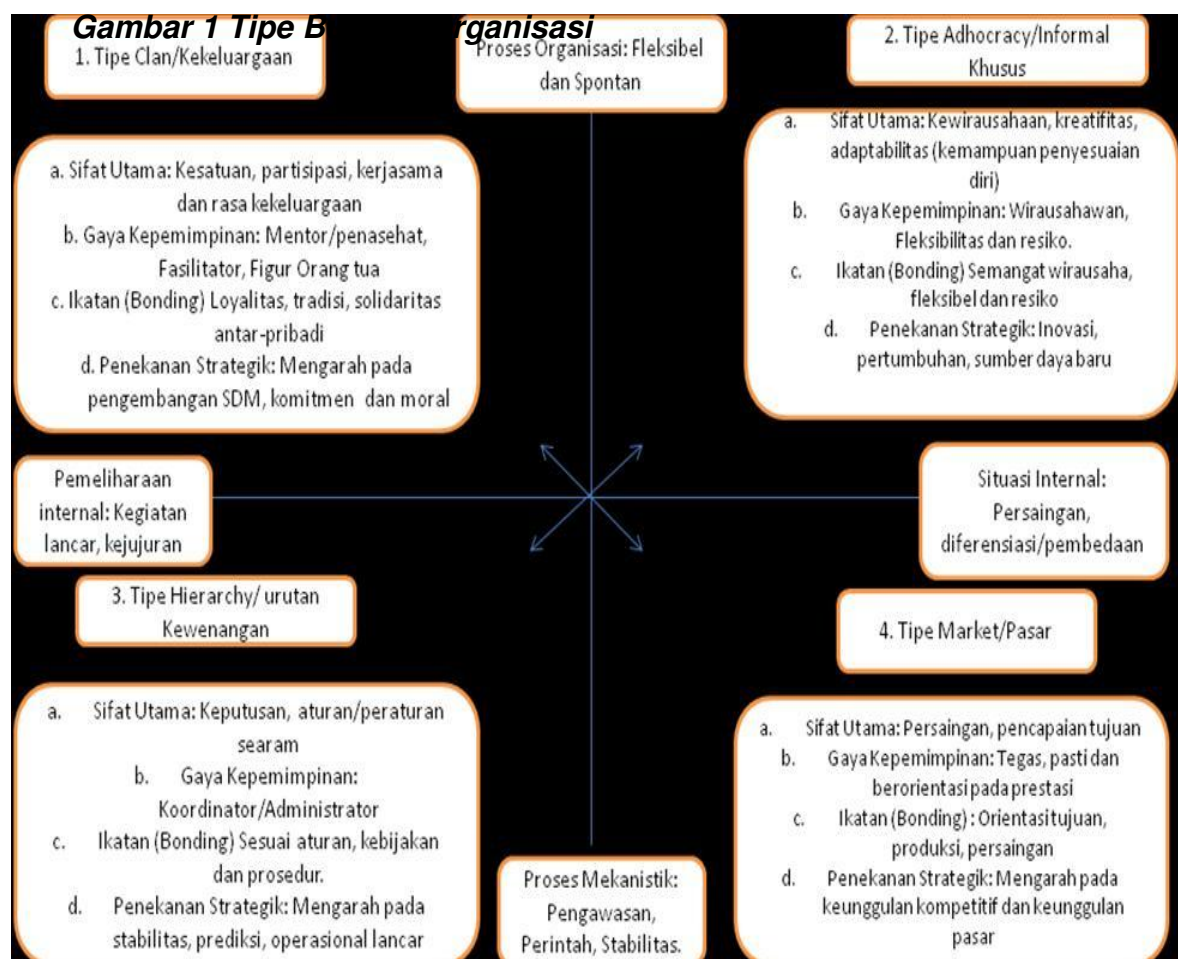 Gambar 1 Tipe B rganisasi
1. Tipe Clan/Kekeluargaan
Proses Organisasi: Fleksibel
dan Spontan
2. Tipe Adhocracy/Informal
Khusus
a. Sifat Utama: Kesatuan, partisipasi, kerjasama
dan rasa kekeluargaan
b. Gaya Kepemimpinan: Mentor/penasehat,
Fasilitator, Figur Orang tua
c. Ikatan (Bonding) Loyalitas, tradisi, solidaritas
antar-pribadi
d. Penekanan Strategik: Mengarah pada
pengembangan SDM, komitmen dan moral
a. Sifat Utama: Kewirausahaan, kreatifitas,
adaptabilitas (kemampuan penyesuaian
diri)
b. Gaya Kepemimpinan: Wirausahawan,
Fleksibilitas dan resiko.
c. Ikatan (Bonding) Semangat wirausaha,
fleksibel dan resiko
d. Penekanan Strategik: Inovasi,
pertumbuhan, sumber daya baru
Pemeliharaan
internal: Kegiatan
lancar, kejujuran
Situasi Internal:
Persaingan,
diferensiasi/pembedaan
3. Tipe Hierarchy/ urutan
Kewenangan
4. Tipe Market/Pasar
a. Sifat Utama: Keputusan, aturan/peraturan
searam
b. Gaya Kepemimpinan:
Koordinator/Administrator
c. Ikatan (Bonding) Sesuai aturan, kebijakan
dan prosedur.
d. Penekanan Strategik: Mengarah pada
stabilitas, prediksi, operasional lancar
Proses Mekanistik:
Pengawasan,
Perintah, Stabilitas.
a. Sifat Utama: Persaingan, pencapaian tujuan
b. Gaya Kepemimpinan: Tegas, pasti dan
berorientasi pada prestasi
c. Ikatan (Bonding) : Orientasi tujuan,
produksi, persaingan
d. Penekanan Strategik: Mengarah pada
keunggulan kompetitif dan keunggulan
pasar